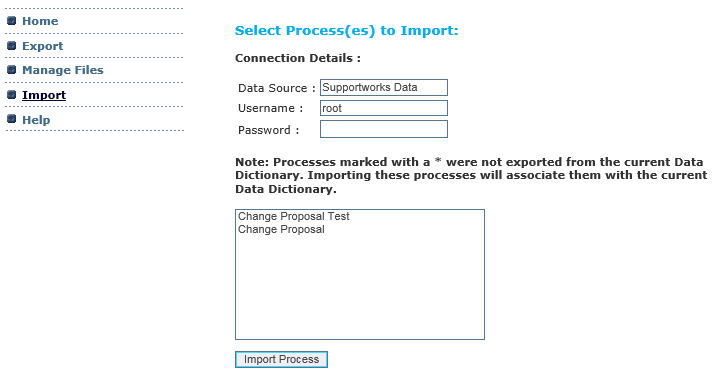 Home
Export
Manage Files
Import
Help
Select Process(es) to Import:
Connection Details :
Data Source : Supportworks Data
Username : root
Password :
Note: Processes marked with a * were not exported from the current Data
Dictionary. Importing these processes will associate them with the current
Data Dictionary.
Change Proposal Test
Change Proposal
Import Process